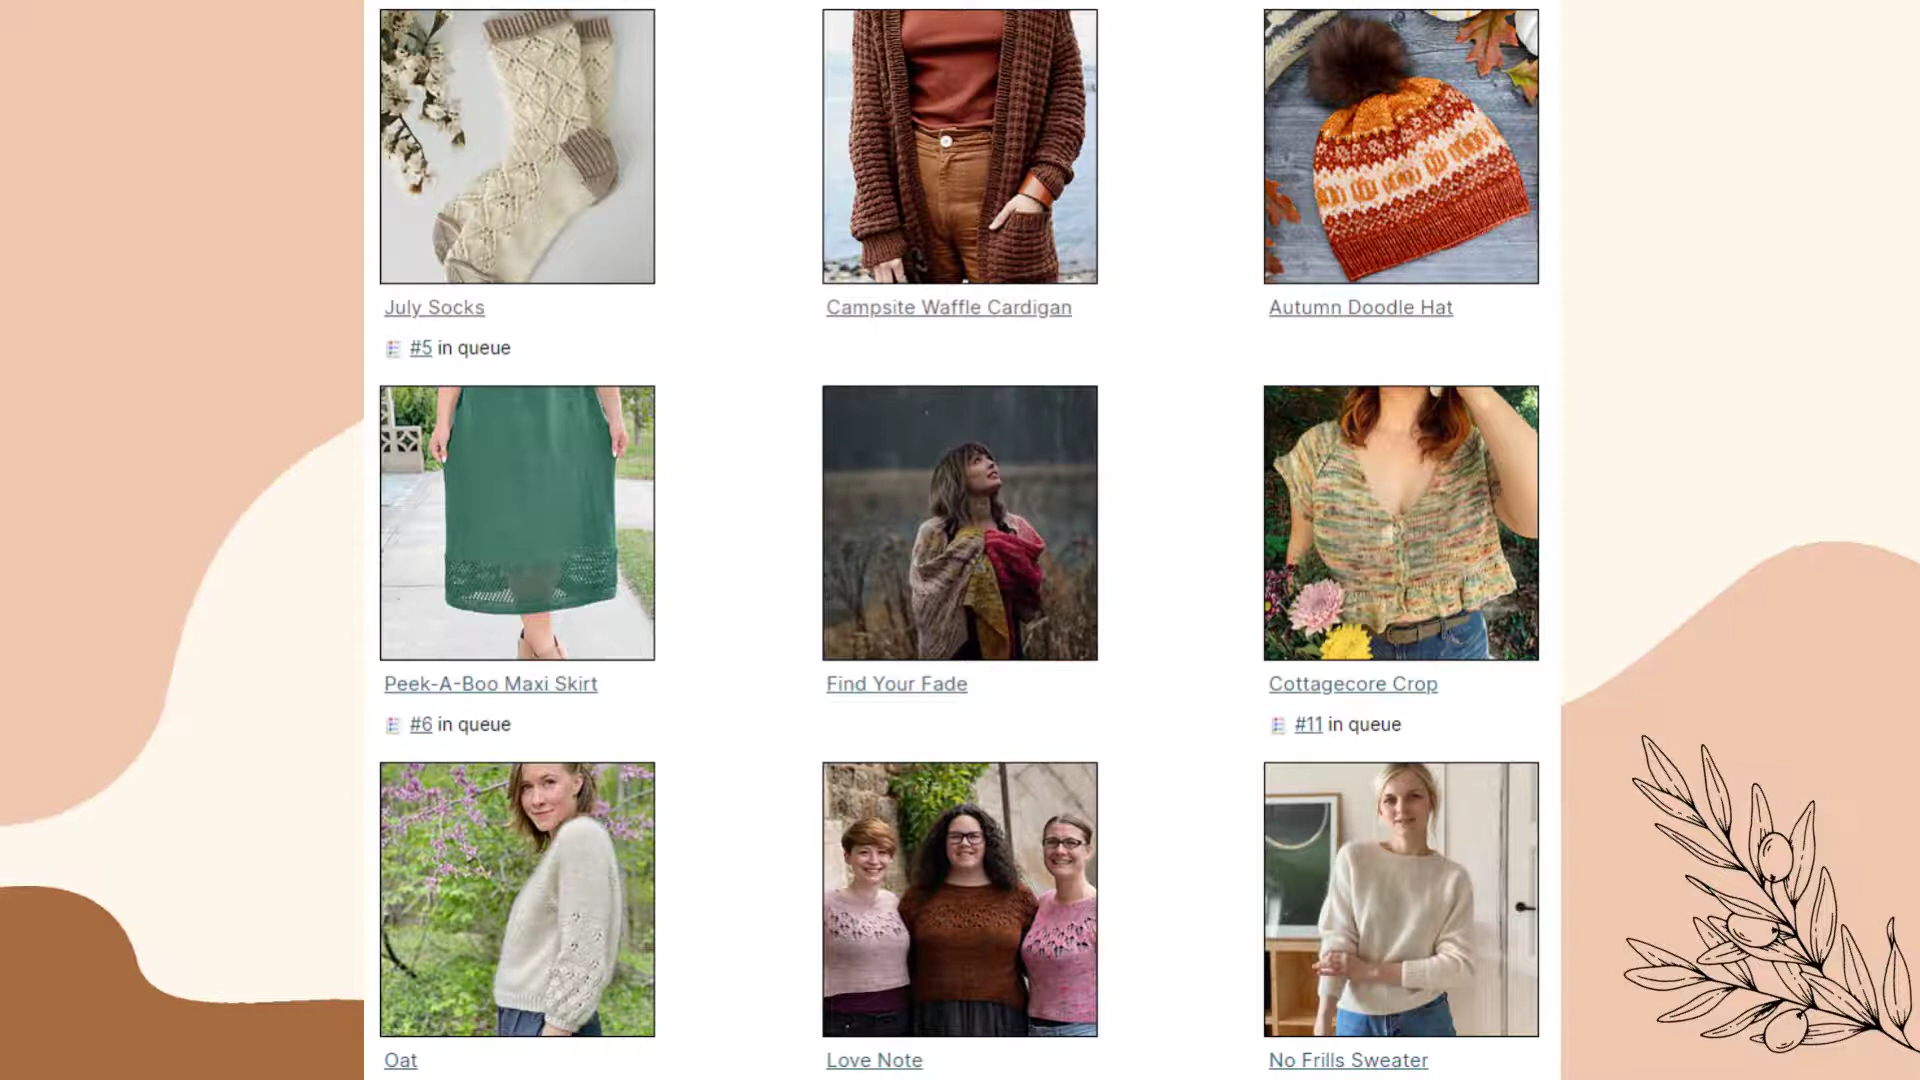 July Socks
Campsite Waffle Cardigan
Autumn Doodle Hat
#5 in queue
Peek-A-Boo Maxi Skirt
Find Your Fade
Cottagecore Crop
#6 in queue
#11 in queue
Oat
Love Note
No Frills Sweater